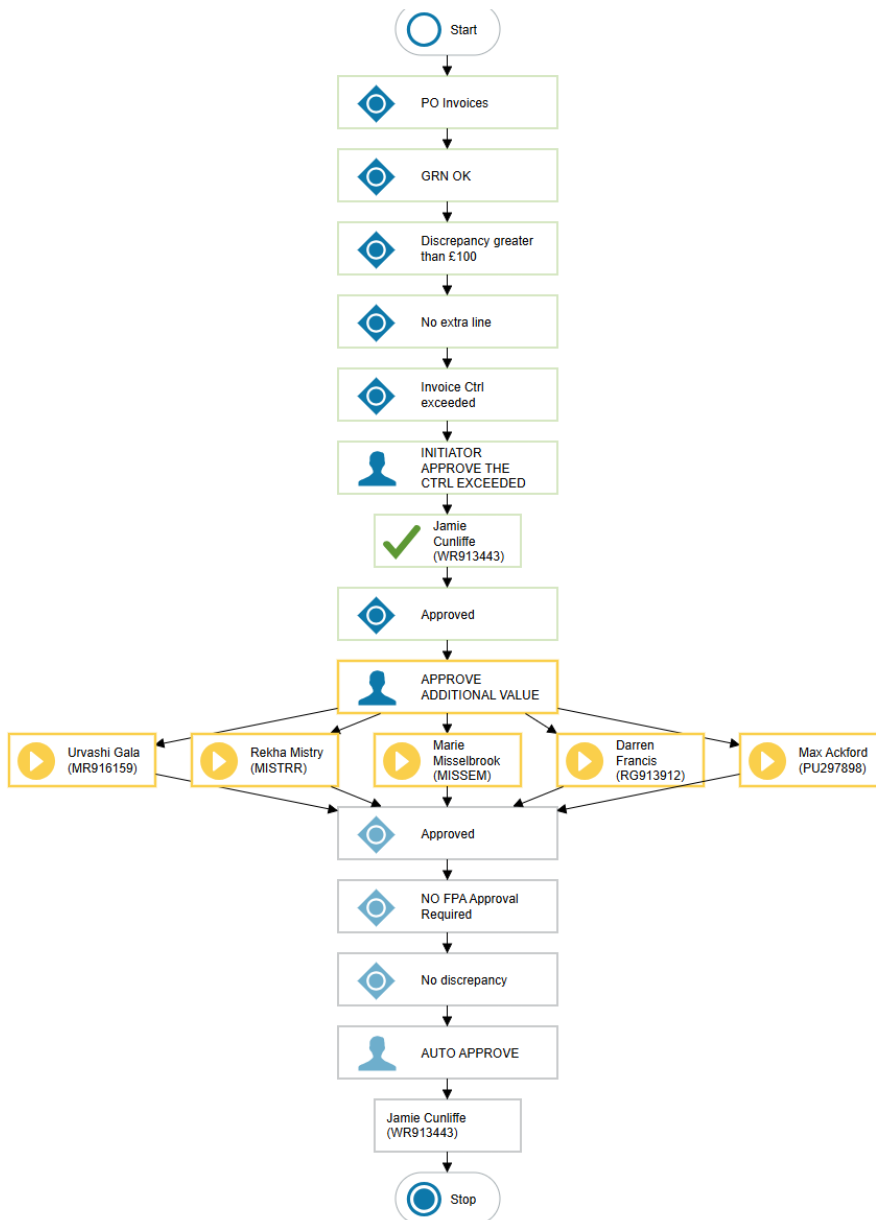 Start
PO Invoices
GRN OK
Discrepancy greater
than £100
No extra line
Invoice Ctrl
exceeded
INITIATOR
APPROVE THE
CTRL EXCEEDED
Jamie
Cunliffe
(WR913443)
Approved
APPROVE
ADDITIONAL VALUE
Urvashi Gala
(MR916159)
Rekha Mistry
(MISTRR)
Marie
Misselbrook
(MISSEM)
Darren
Francis
(RG913912)
Max Ackford
(PU297898)
Approved
NO FPA Approval
Required
No discrepancy
AUTO APPROVE
Jamie Cunliffe
(WR913443)
Stop